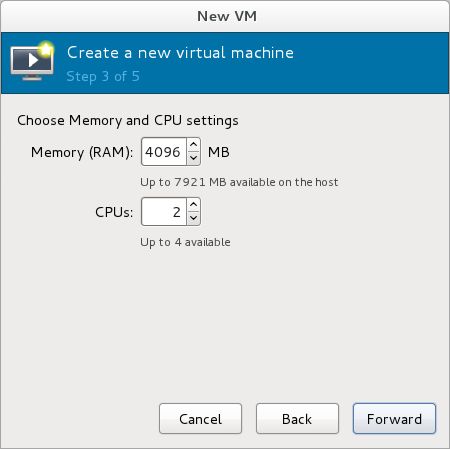 New VM
Create a new virtual machine
Step 3 of 5
Choose Memory and CPU settings
Memory (RAM): 4096 MB
Up to 7921 MB available on the host
CPUs: 2
Up to 4 available
Cancel Back Forward